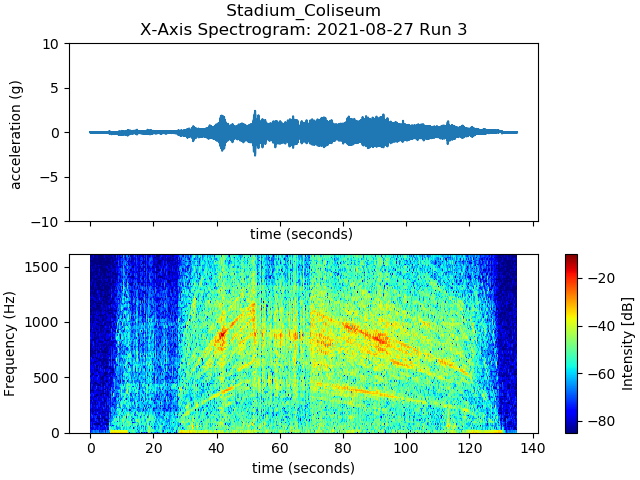 Stadium_Coliseum
X-Axis Spectrogram: 2021-08-27 Run 3
acceleration (g)
10
5
0
−5
−10
time (seconds)
Frequency (Hz)
1500
1000
500
0
0 20 40 60 80 100 120 140
time (seconds)
−20
−40
−60
−80
Intensity [dB]